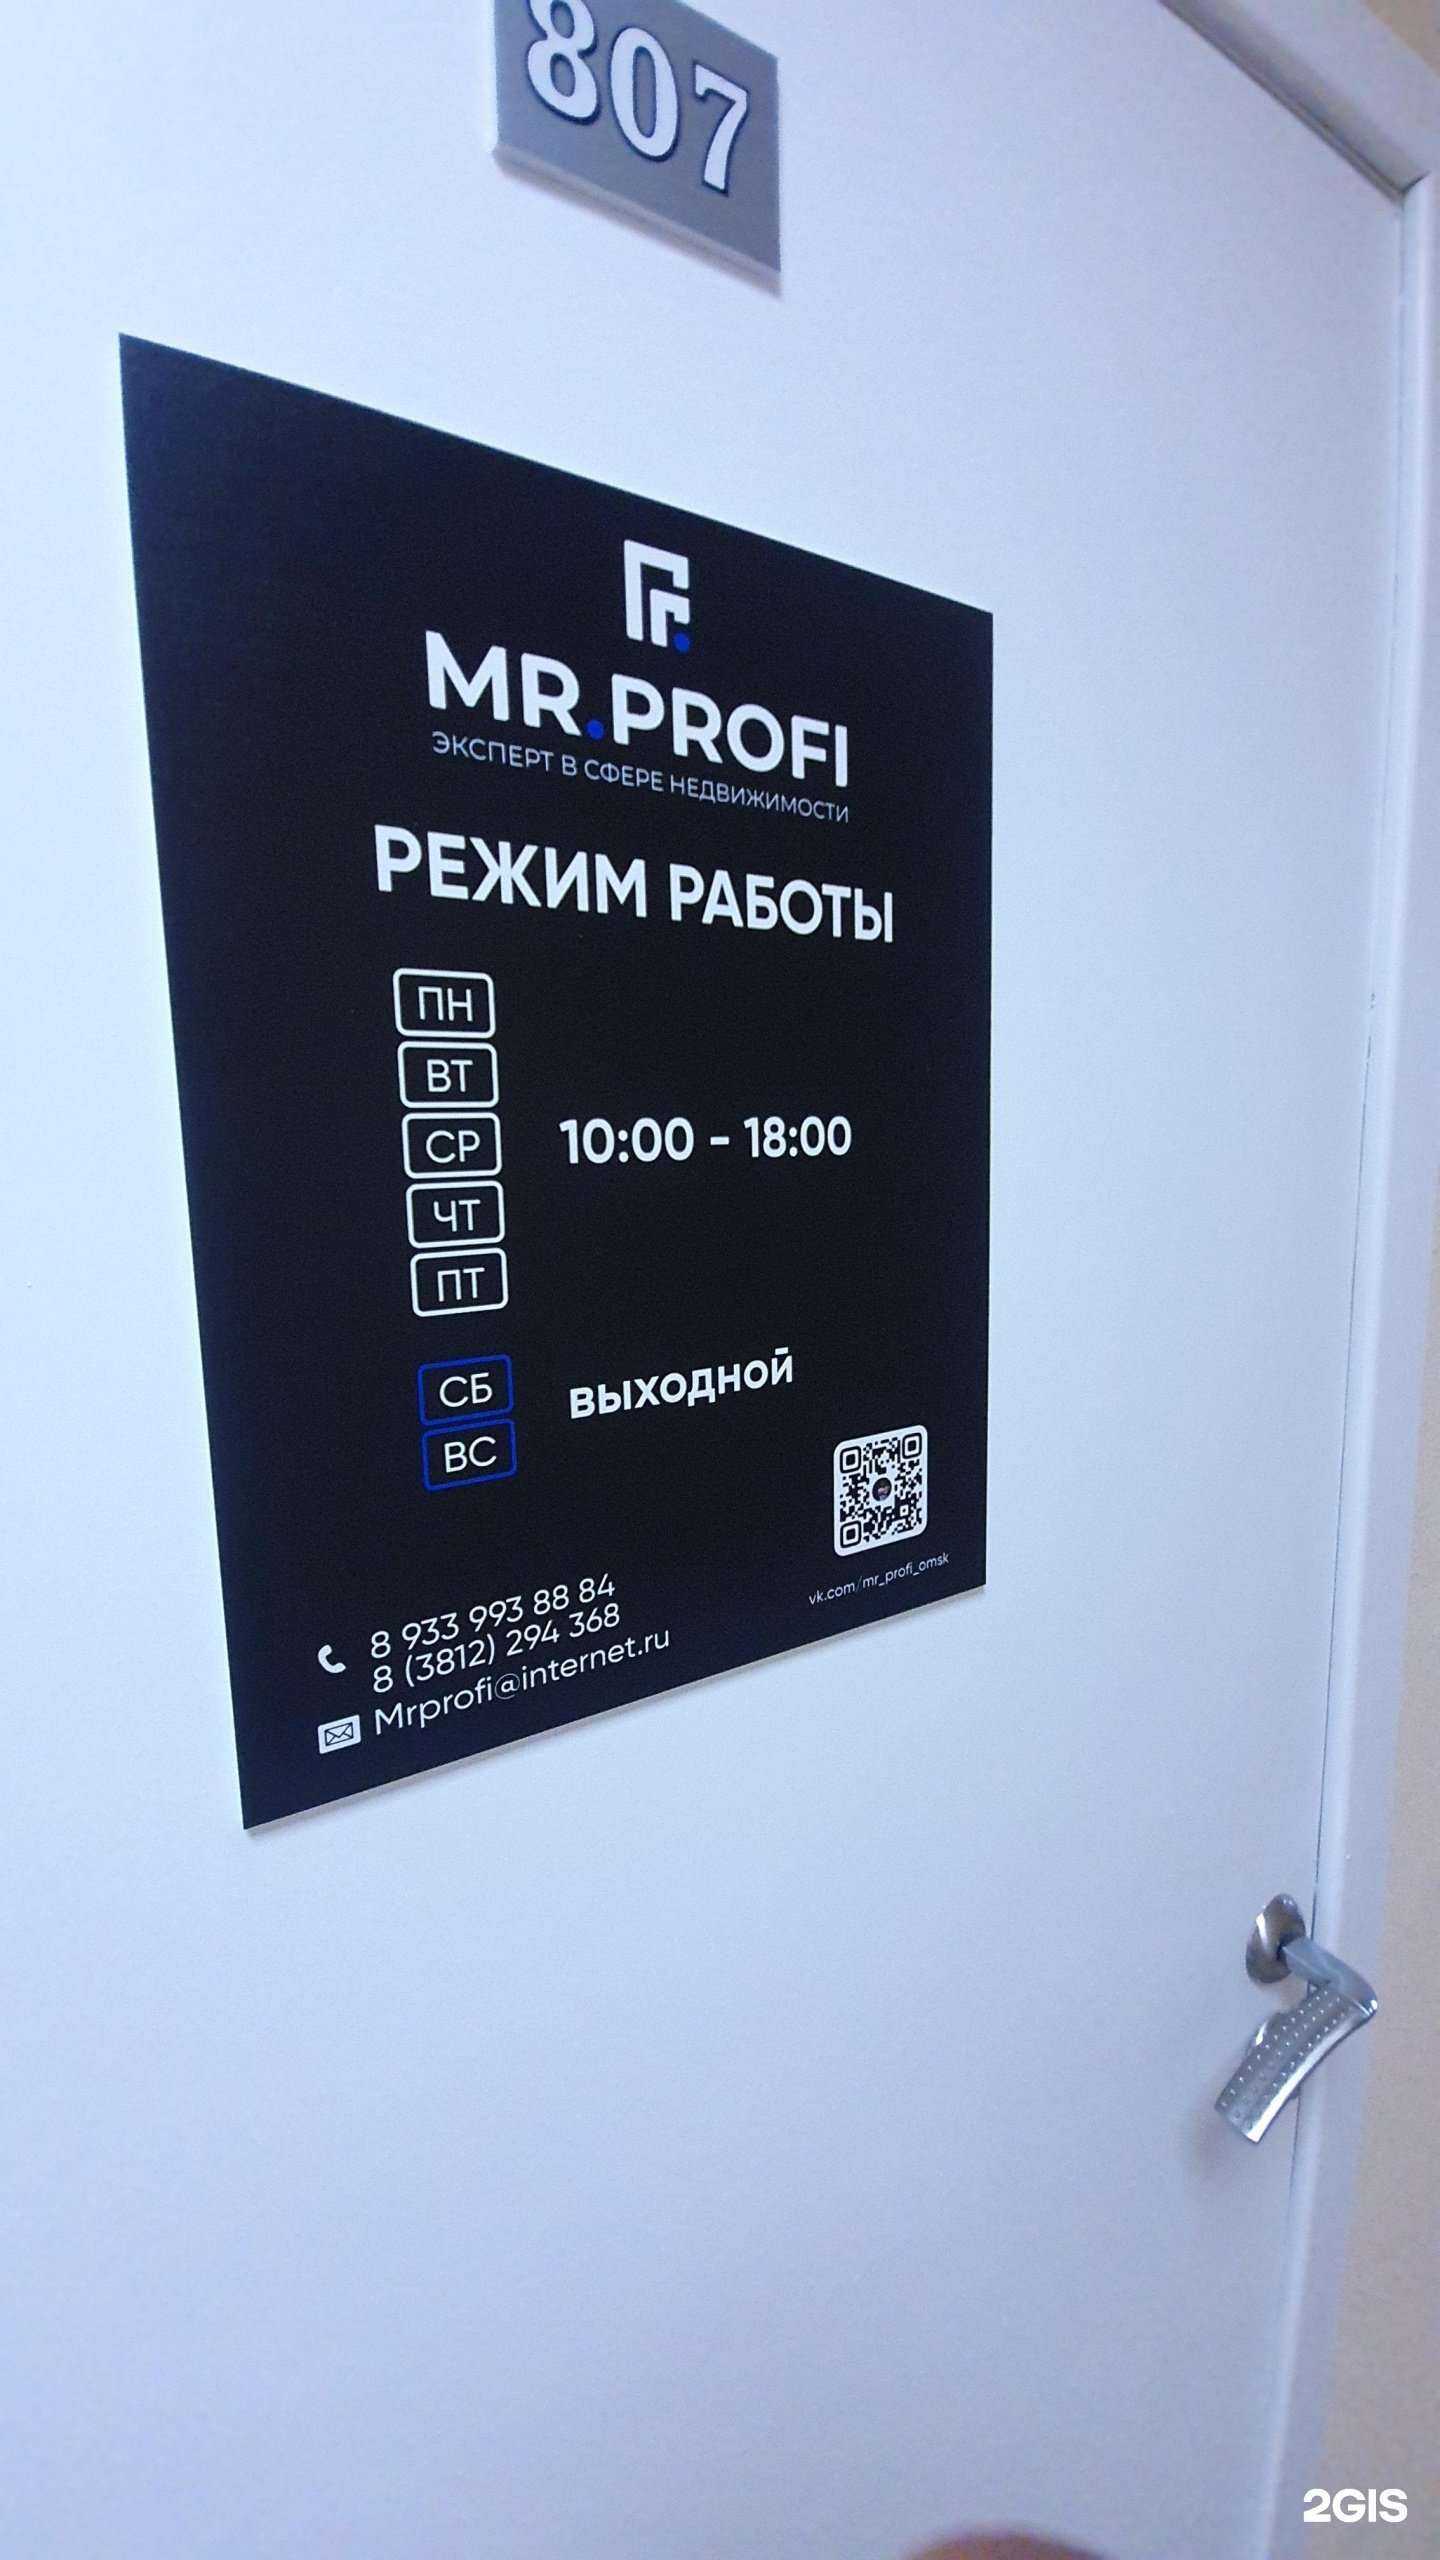 807
MR.PROFI
ЭКСПЕРТ В СФЕРЕ НЕДВИЖИМОСТИ
РЕЖИМ РАБОТЫ
ПН
ВТ
СР
ЧТ
ПТ
10:00 - 18:00
СБ
ВС
ВЫХОДНОЙ
vk.com/mr_profi_omsk
8 933 993 88 84
8 (3812) 294 368
Mrprofi@internet.ru
2GIS